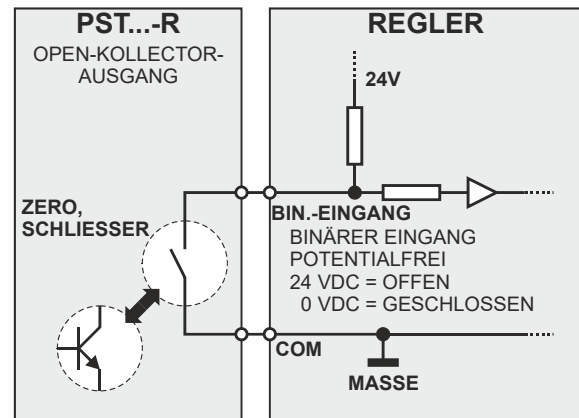 PST...-R
OPEN-KOLLECTOR-
AUSGANG
ZERO,
SCHLIESSER
REGLER
24V
BIN.-EINGANG
BINÄRER EINGANG
POTENTIALFREI
24 VDC = OFFEN
0 VDC = GESCHLOSSEN
COM
MASSE